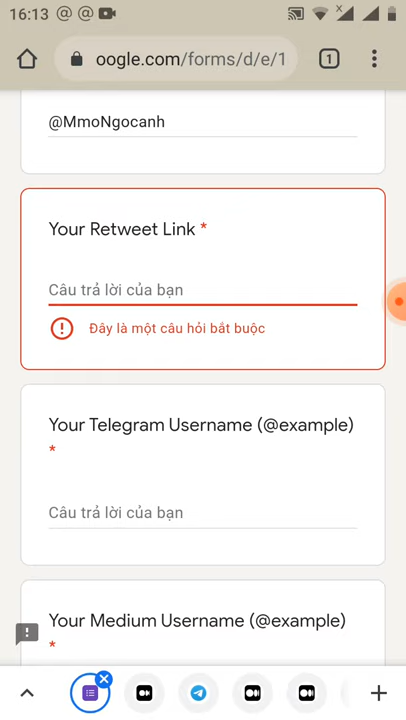 16:13
oogle.com/forms/d/e/1
1
@MmoNgocanh
Your Retweet Link *
Câu trả lời của bạn
Đây là một câu hỏi bắt buộc
Your Telegram Username (@example)
*
Câu trả lời của bạn
Your Medium Username (@example)
*